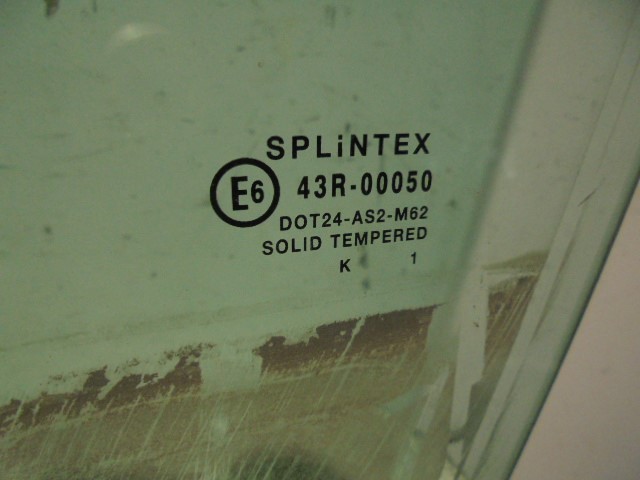 SPLiNTEX
E6 43R-00050
DOT24-AS2-M62
SOLID TEMPERED
K 1